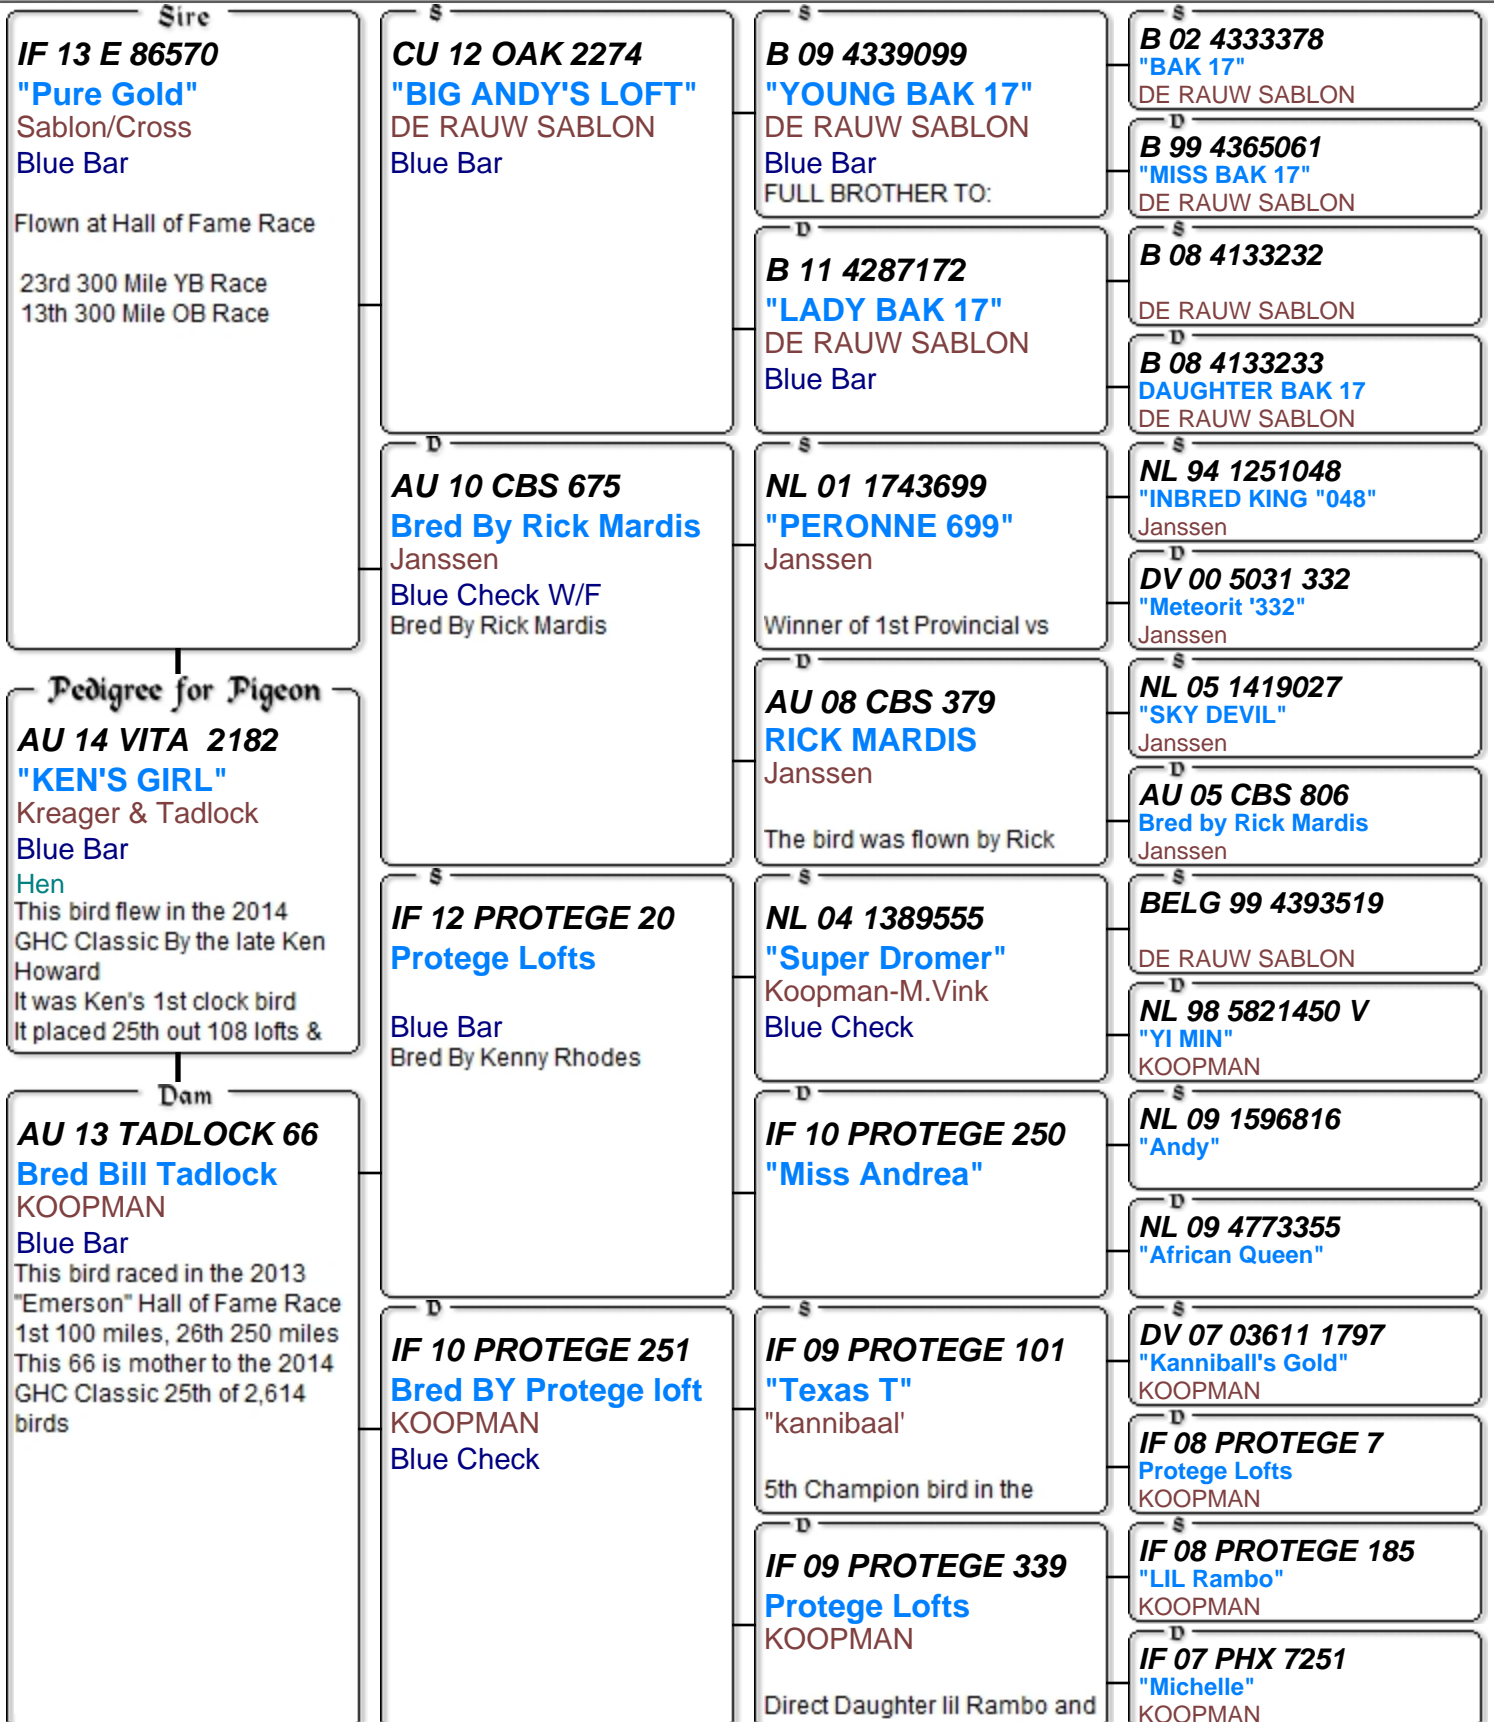 Sire
IF 13 E 86570
"Pure Gold"
Sablon/Cross
Blue Bar
Flown at Hall of Fame Race
23rd 300 Mile YB Race
13th 300 Mile OB Race
Pedigree for Pigeon
AU 14 VITA 2182
"KEN'S GIRL"
Kreager & Tadlock
Blue Bar
Hen
This bird flew in the 2014
GHC Classic By the late Ken
Howard
It was Ken's 1st clock bird
It placed 25th out 108 lofts &
Dam
AU 13 TADLOCK 66
Bred Bill Tadlock
KOOPMAN
Blue Bar
This bird raced in the 2013
"Emerson" Hall of Fame Race
1st 100 miles, 26th 250 miles
This 66 is mother to the 2014
GHC Classic 25th of 2,614
birds
S
CU 12 OAK 2274
"BIG ANDY'S LOFT"
DE RAUW SABLON
Blue Bar
D
AU 10 CBS 675
Bred By Rick Mardis
Janssen
Blue Check W/F
Bred By Rick Mardis
S
IF 12 PROTEGE 20
Protege Lofts
Blue Bar
Bred By Kenny Rhodes
D
IF 10 PROTEGE 251
Bred BY Protege loft
KOOPMAN
Blue Check
S
B 09 4339099
"YOUNG BAK 17"
DE RAUW SABLON
Blue Bar
FULL BROTHER TO:
D
B 11 4287172
"LADY BAK 17"
DE RAUW SABLON
Blue Bar
S
NL 01 1743699
"PERONNE 699"
Janssen
Winner of 1st Provincial vs
D
AU 08 CBS 379
RICK MARDIS
Janssen
The bird was flown by Rick
S
NL 04 1389555
"Super Dromer"
Koopman-M.Vink
Blue Check
D
IF 10 PROTEGE 250
"Miss Andrea"
S
IF 09 PROTEGE 101
"Texas T"
"kannibaal'
5th Champion bird in the
D
IF 09 PROTEGE 339
Protege Lofts
KOOPMAN
Direct Daughter lil Rambo and
S
B 02 4333378
"BAK 17"
DE RAUW SABLON
D
B 99 4365061
"MISS BAK 17"
DE RAUW SABLON
S
B 08 4133232
DE RAUW SABLON
D
B 08 4133233
DAUGHTER BAK 17
DE RAUW SABLON
S
NL 94 1251048
"INBRED KING "048"
Janssen
D
DV 00 5031 332
"Meteorit '332"
Janssen
S
NL 05 1419027
"SKY DEVIL"
Janssen
D
AU 05 CBS 806
Bred by Rick Mardis
Janssen
S
BELG 99 4393519
DE RAUW SABLON
D
NL 98 5821450 V
"YI MIN"
KOOPMAN
S
NL 09 1596816
"Andy"
D
NL 09 4773355
"African Queen"
S
DV 07 03611 1797
"Kanniball's Gold"
KOOPMAN
D
IF 08 PROTEGE 7
Protege Lofts
KOOPMAN
S
IF 08 PROTEGE 185
"LIL Rambo"
KOOPMAN
D
IF 07 PHX 7251
"Michelle"
KOOPMAN